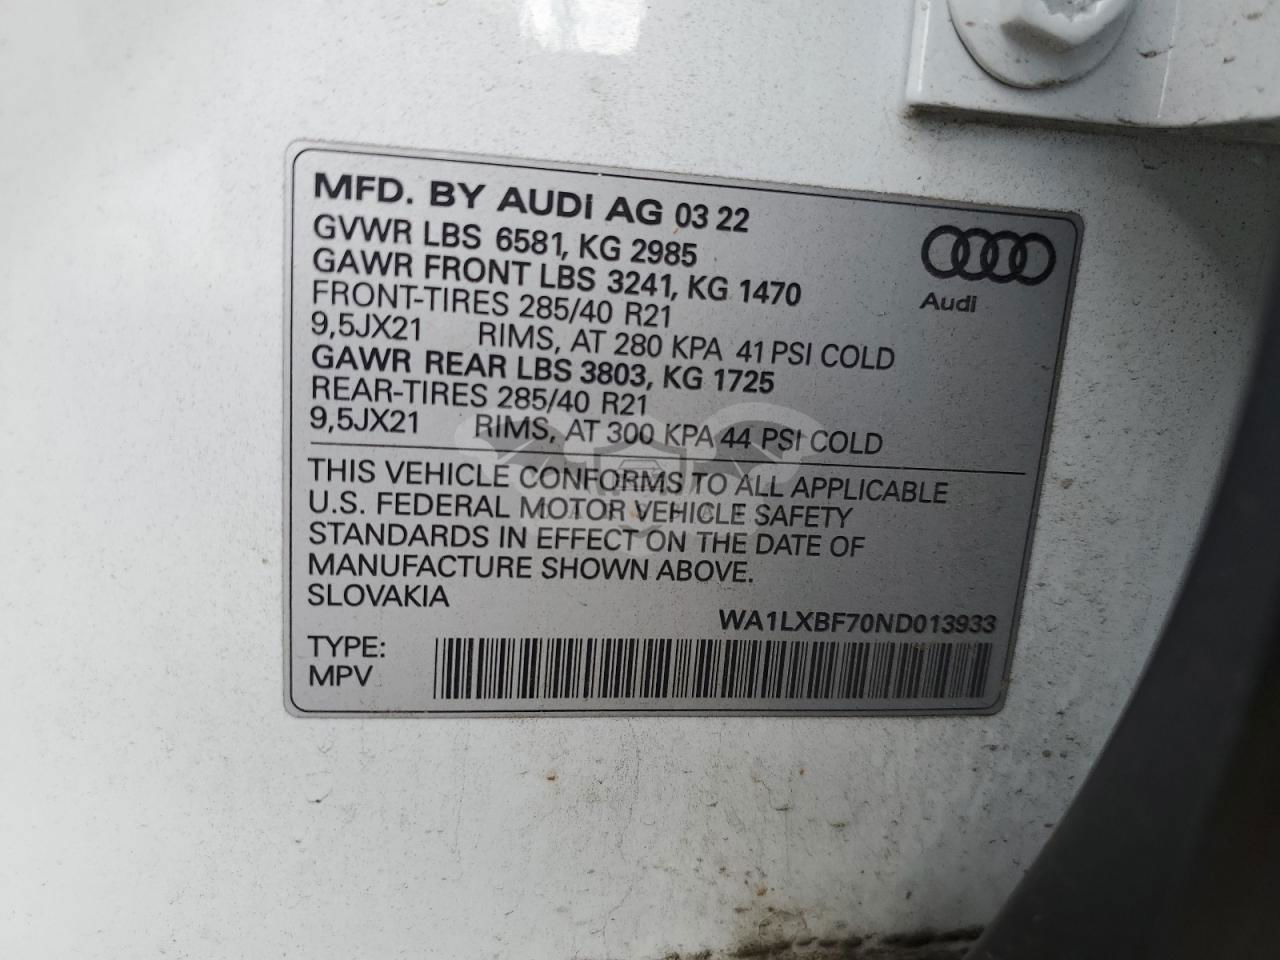 MFD. BY AUDI AG 03 22
GVWR LBS 6581, KG 2985
GAWR FRONT LBS 3241, KG 1470
FRONT-TIRES 285/40 R21
9,5JX21 RIMS, AT 280 KPA 41 PSI COLD
GAWR REAR LBS 3803, KG 1725
REAR-TIRES 285/40 R21
9,5JX21 RIMS, AT 300 KPA 44 PSI COLD
Audi
THIS VEHICLE CONFORMS TO ALL APPLICABLE
U.S. FEDERAL MOTOR VEHICLE SAFETY
STANDARDS IN EFFECT ON THE DATE OF
MANUFACTURE SHOWN ABOVE.
SLOVAKIA
WA1LXBF70ND013933
TYPE:
MPV